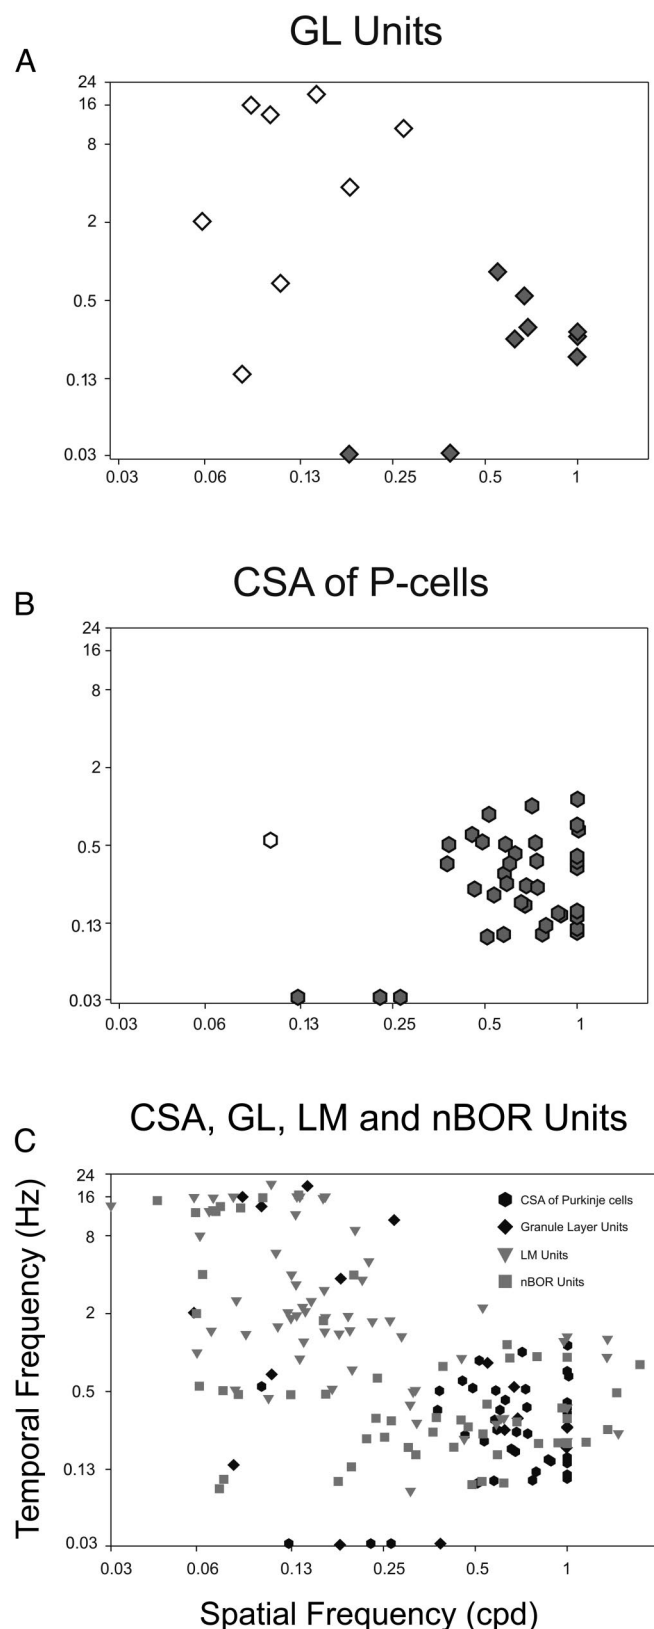 GL Units
A
24
16
8
2
0.5
0.13
0.03
0.03 0.06 0.13 0.25 0.5 1
CSA of P-cells
B
24
16
8
2
0.5
0.13
0.03
0.03 0.06 0.13 0.25 0.5 1
CSA, GL, LM and nBOR Units
C
Temporal Frequency (Hz)
24
16
8
2
0.5
0.13
0.03
CSA of Purkinje cells
Granule Layer Units
LM Units
nBOR Units
0.03 0.06 0.13 0.25 0.5 1
Spatial Frequency (cpd)